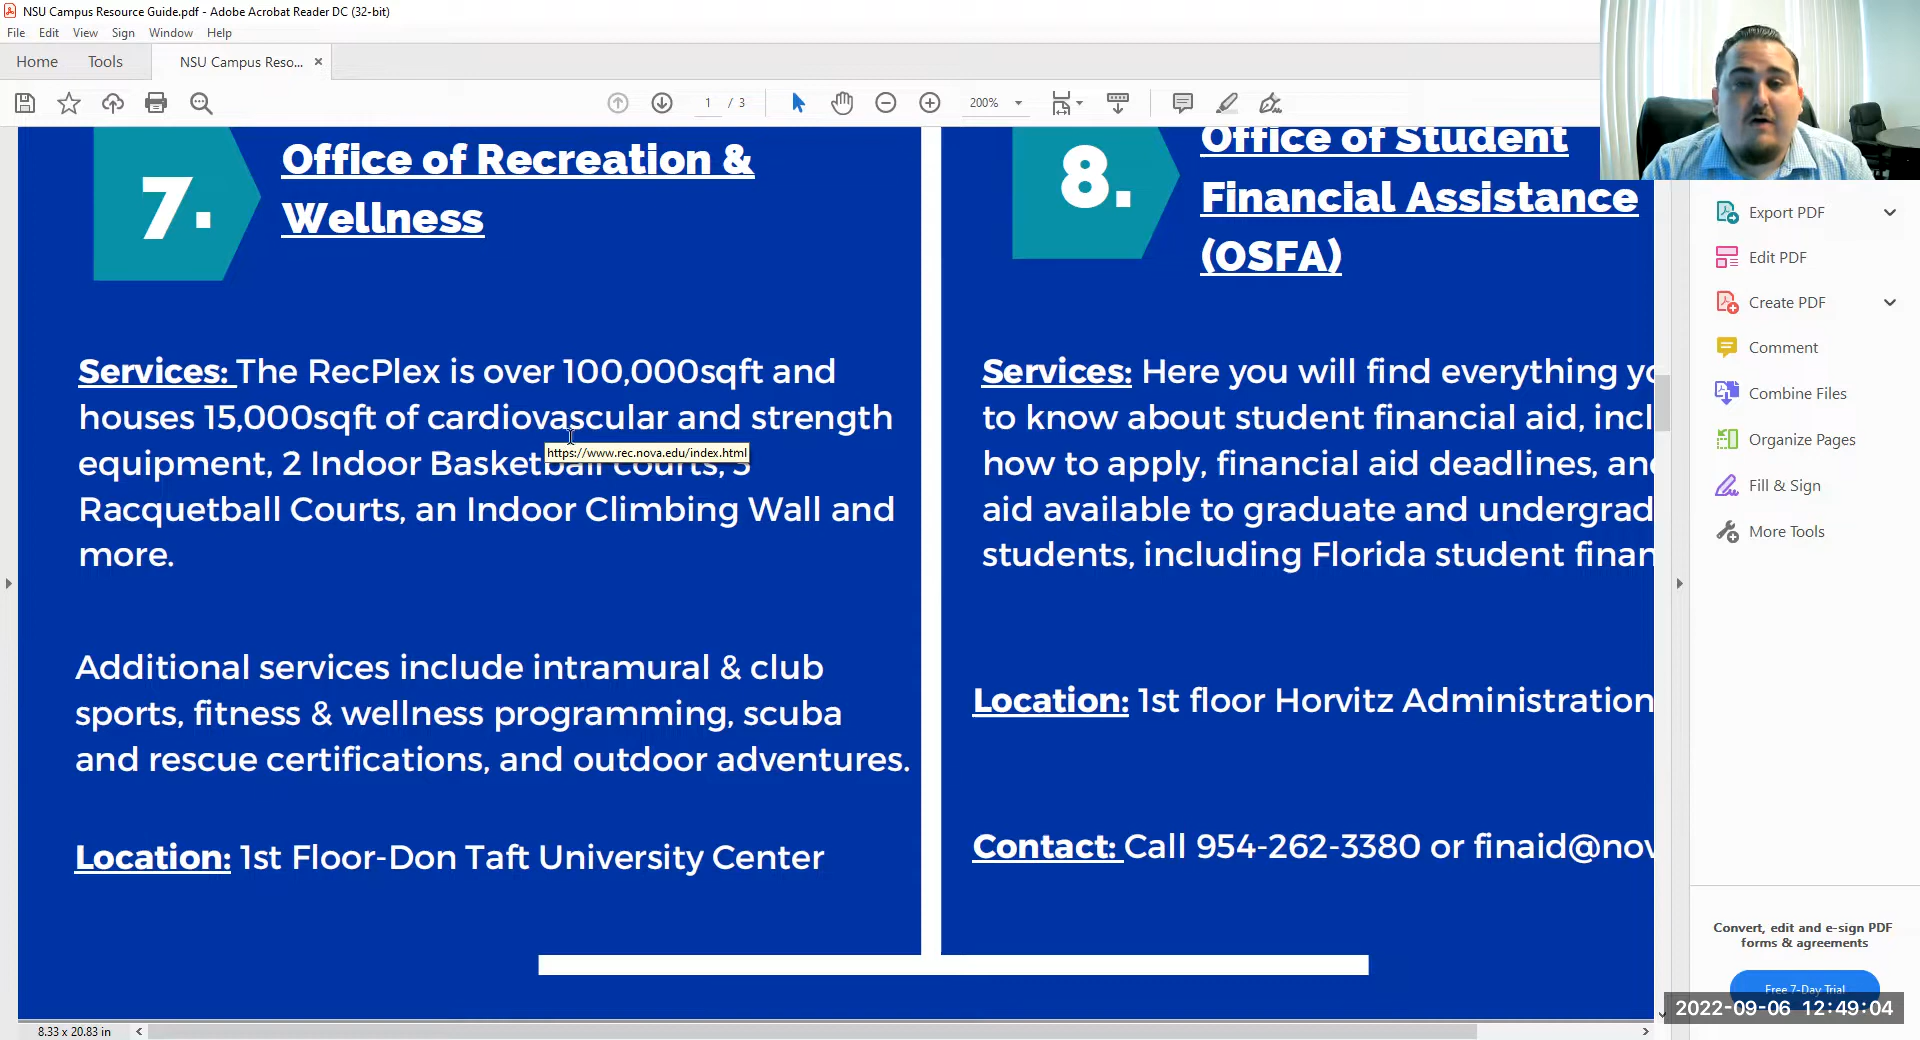 NSU Campus Resource Guide.pdf - Adobe Acrobat Reader DC (32-bit)
File Edit View Sign Window Help
Home Tools NSU Campus Reso... ×
1 / 3 200%
7.
Office of Recreation &
Wellness
Services: The RecPlex is over 100,000sqft and
houses 15,000sqft of cardiovascular and strength
https://www.rec.nova.edu/index.html
equipment, 2 Indoor Basketball Courts,
Racquetball Courts, an Indoor Climbing Wall and
more.
Additional services include intramural & club
sports, fitness & wellness programming, scuba
and rescue certifications, and outdoor adventures.
Location: 1st Floor-Don Taft University Center
8.
Office of Student
Financial Assistance
(OSFA)
Services: Here you will find everything yo
to know about student financial aid, incl
how to apply, financial aid deadlines, an
aid available to graduate and undergrad
students, including Florida student finan
Location: 1st floor Horvitz Administration
Contact: Call 954-262-3380 or finaid@nov
Export PDF
Edit PDF
Create PDF
Comment
Combine Files
Organize Pages
Fill & Sign
More Tools
Convert, edit and e-sign PDF
forms & agreements
Free 7-Day Trial
2022-09-06 12:49:04
8.33 x 20.83 in